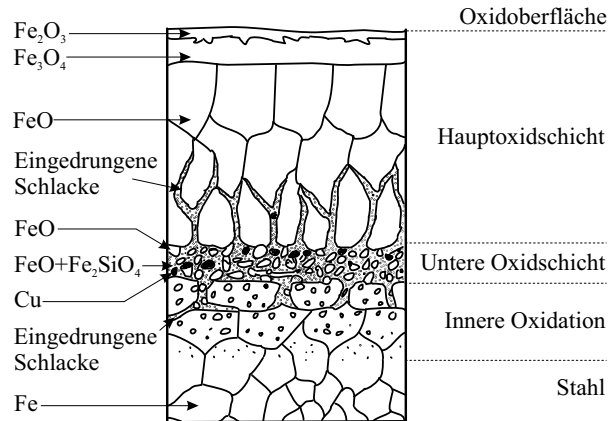 Fe₂O₃
Fe₃O₄
FeO
Eingedrungene
Schlacke
FeO
FeO+Fe₂SiO₄
Cu
Eingedrungene
Schlacke
Fe
Oxidoberfläche
Hauptoxidschicht
Untere Oxidschicht
Innere Oxidation
Stahl